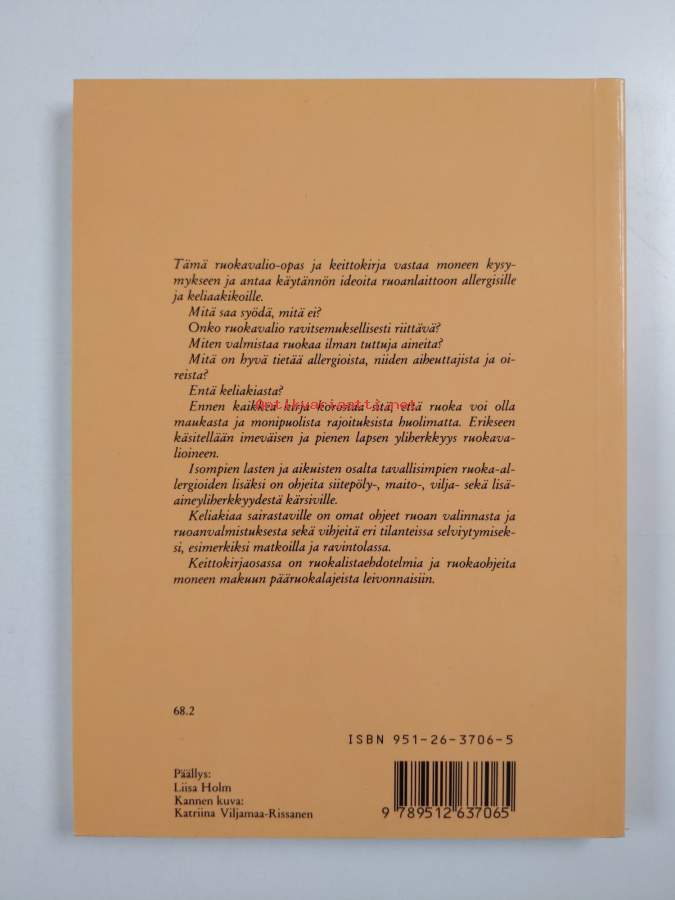 Tämä ruokavalio-opas ja keittokirja vastaa moneen kysy-
mykseen ja antaa käytännön ideoita ruoanlaittoon allergisille
ja keliaakikoille.
Mitä saa syödä, mitä ei?
Onko ruokavalio ravitsemuksellisesti riittävä?
Miten valmistaa ruokaa ilman tuttuja aineita?
Mitä on hyvä tietää allergioista, niiden aiheuttajista ja oi-
reista?
Entä keliakiasta?
Antikvariaatti.net
Ennen kaikkea kirja korostaa sitä, että ruoka voi olla
maukasta ja monipuolista rajoituksista huolimatta. Erikseen
käsitellään imeväisen ja pienen lapsen yliherkkyys ruokava-
lioineen.
Isompien lasten ja aikuisten osalta tavallisimpien ruoka-al-
lergioiden lisäksi on ohjeita siitepöly-, maito-, vilja- sekä lisä-
aineyliherkkyydestä kärsiville.
Keliakiaa sairastaville on omat ohjeet ruoan valinnasta ja
ruoanvalmistuksesta sekä vihjeitä eri tilanteissa selviytymisek-
si, esimerkiksi matkoilla ja ravintolassa.
Keittokirjaosassa on ruokalistaehdotelmia ja ruokaohjeita
moneen makuun pääruokalajeista leivonnaisiin.
68.2
ISBN 951-26-3706-5
Päällys:
Liisa Holm
Kannen kuva:
Katriina Viljamaa-Rissanen
9 789512 637065